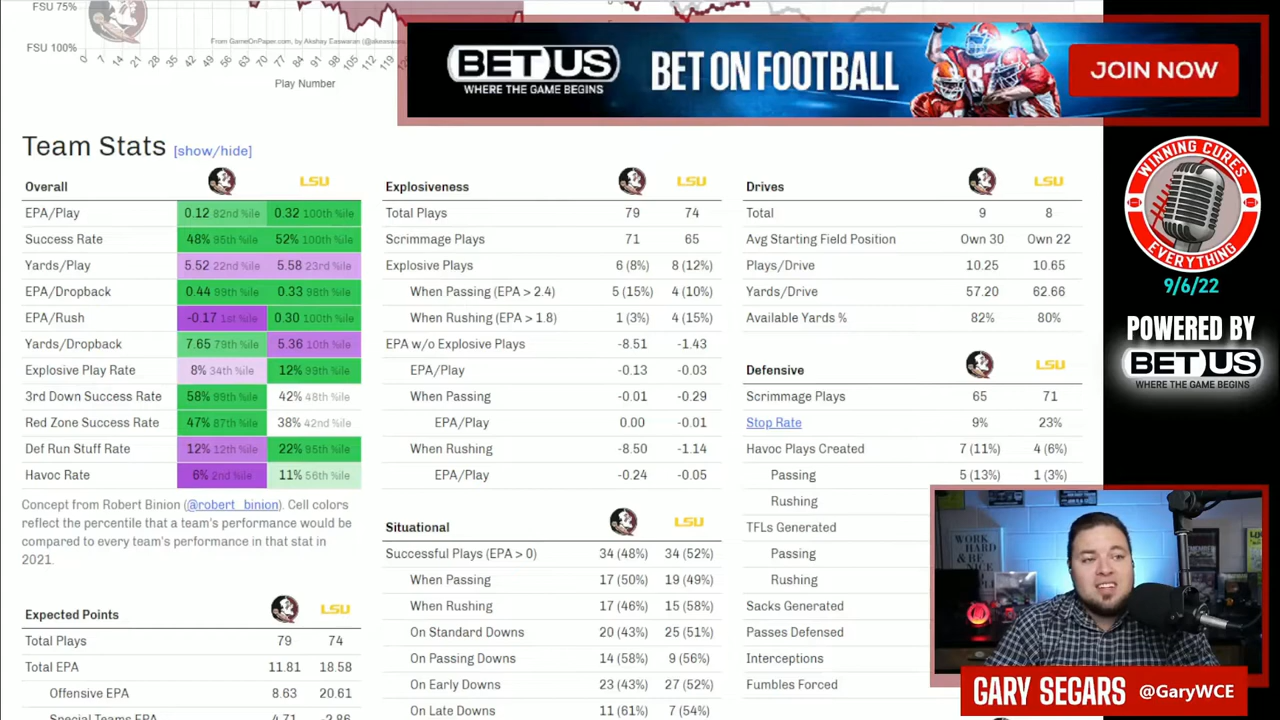 FSU 75%
FSU 100%
From GameOnPaper.com, by Akshay Easwaran
0 7 14 21 28 35 42 49 56 63 70 77 84 91 98 105 112 119
Play Number
BETUS
WHERE THE GAME BEGINS
BET ON FOOTBALL
JOIN NOW
Team Stats [show/hide]
Overall LSU
EPA/Play 0.12 82nd %ile 0.32 100th %ile
Success Rate 48% 95th %ile 52% 100th %ile
Yards/Play 5.52 22nd %ile 5.58 23rd %ile
EPA/Dropback 0.44 99th %ile 0.33 98th %ile
EPA/Rush -0.17 1st %ile 0.30 100th %ile
Yards/Dropback 7.65 79th %ile 5.36 10th %ile
Explosive Play Rate 8% 34th %ile 12% 99th %ile
3rd Down Success Rate 58% 99th %ile 42% 48th %ile
Red Zone Success Rate 47% 87th %ile 38% 42nd %ile
Def Run Stuff Rate 12% 12th %ile 22% 95th %ile
Havoc Rate 6% 2nd %ile 11% 56th %ile
Concept from Robert Binion (@robert_binion). Cell colors
reflect the percentile that a team's performance would be
compared to every team's performance in that stat in
2021.
Expected Points LSU
Total Plays 79 74
Total EPA 11.81 18.58
Offensive EPA 8.63 20.61
Special Teams EPA 4.71 -2.86
Explosiveness LSU
Total Plays 79 74
Scrimmage Plays 71 65
Explosive Plays 6 (8%) 8 (12%)
When Passing (EPA > 2.4) 5 (15%) 4 (10%)
When Rushing (EPA > 1.8) 1 (3%) 4 (15%)
EPA w/o Explosive Plays -8.51 -1.43
EPA/Play -0.13 -0.03
When Passing -0.01 -0.29
EPA/Play 0.00 -0.01
When Rushing -8.50 -1.14
EPA/Play -0.24 -0.05
Situational LSU
Successful Plays (EPA > 0) 34 (48%) 34 (52%)
When Passing 17 (50%) 19 (49%)
When Rushing 17 (46%) 15 (58%)
On Standard Downs 20 (43%) 25 (51%)
On Passing Downs 14 (58%) 9 (56%)
On Early Downs 23 (43%) 27 (52%)
On Late Downs 11 (61%) 7 (54%)
Drives LSU
Total 9 8
Avg Starting Field Position Own 30 Own 22
Plays/Drive 10.25 10.65
Yards/Drive 57.20 62.66
Available Yards % 82% 80%
Defensive LSU
Scrimmage Plays 65 71
Stop Rate 9% 23%
Havoc Plays Created 7 (11%) 4 (6%)
Passing 5 (13%) 1 (3%)
Rushing
TFLs Generated
Passing
Rushing
Sacks Generated
Passes Defensed
Interceptions
Fumbles Forced
WINNING CURES
EVERYTHING
9/6/22
POWERED BY
BETUS
WHERE THE GAME BEGINS
WORK
HARD &
BE NICE
GARY SEGARS @GaryWCE